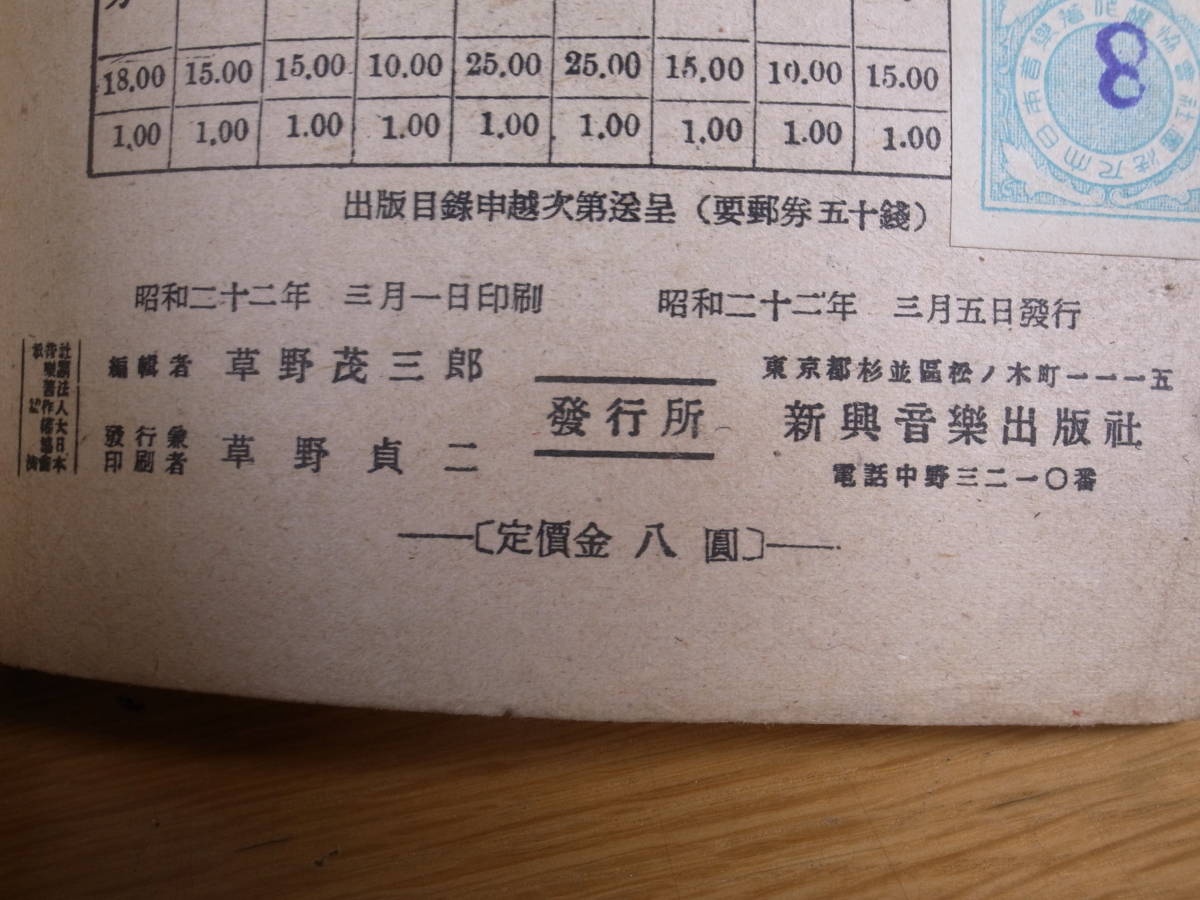 18.00 15.00 15.00 10.00 25.00 25.00 15.00 10.00 15.00
1.00 1.00 1.00 1.00 1.00 1.00 1.00 1.00 1.00
8
出版目錄申越次第送呈（要郵券五十錢）
昭和二十二年 三月一日印刷 昭和二十二年 三月五日發行
編輯者 草野茂三郎
發行兼
印刷者 草野貞二
發行所
東京都杉並區松ノ木町一一一五
新興音樂出版社
電話中野三二一〇番
〔定價金 八 圓〕